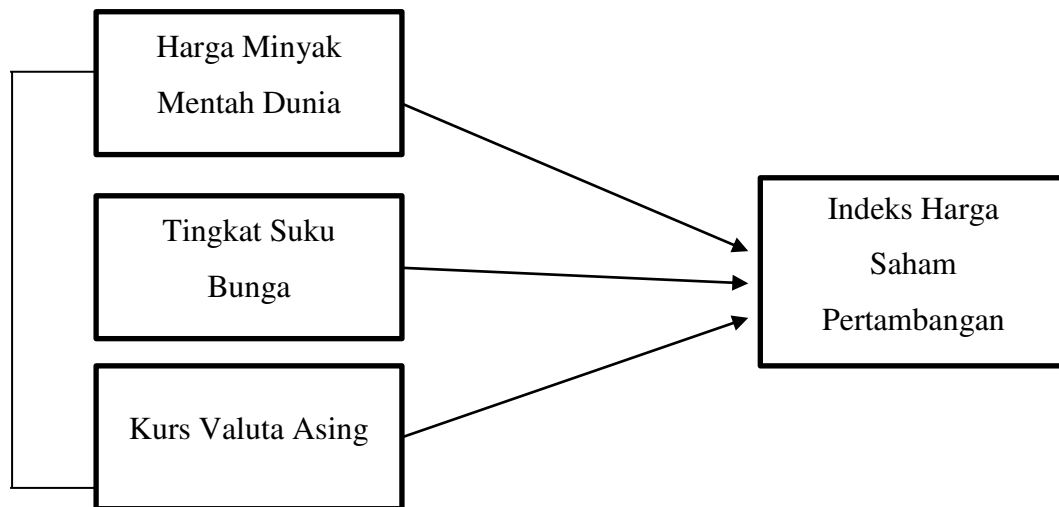 Harga Minyak
Mentah Dunia
Tingkat Suku
Bunga
Kurs Valuta Asing
Indeks Harga
Saham
Pertambangan